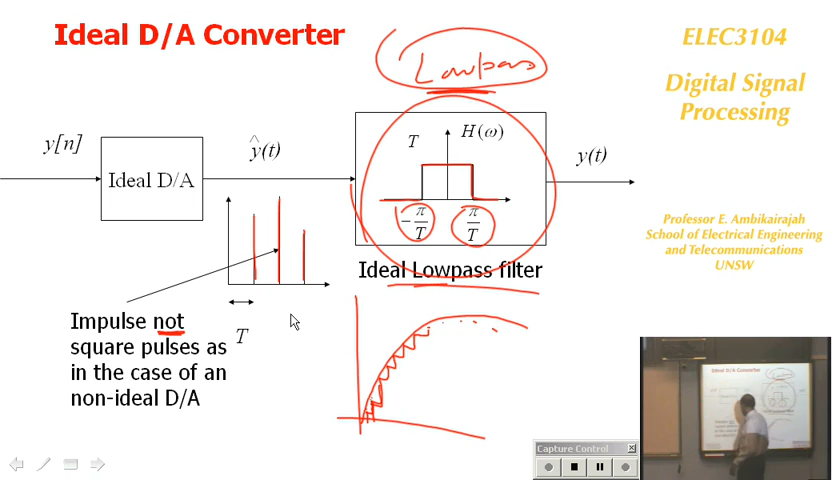 Ideal D/A Converter
Lowpass
ELEC3104
Digital Signal
Processing
y[n]
Ideal D/A
^
y(t)
T
H(ω)
-π/T
π/T
y(t)
Ideal Lowpass filter
Professor E. Ambikairajah
School of Electrical Engineering
and Telecommunications
UNSW
T
Impulse not
square pulses as
in the case of an
non-ideal D/A
Capture Control